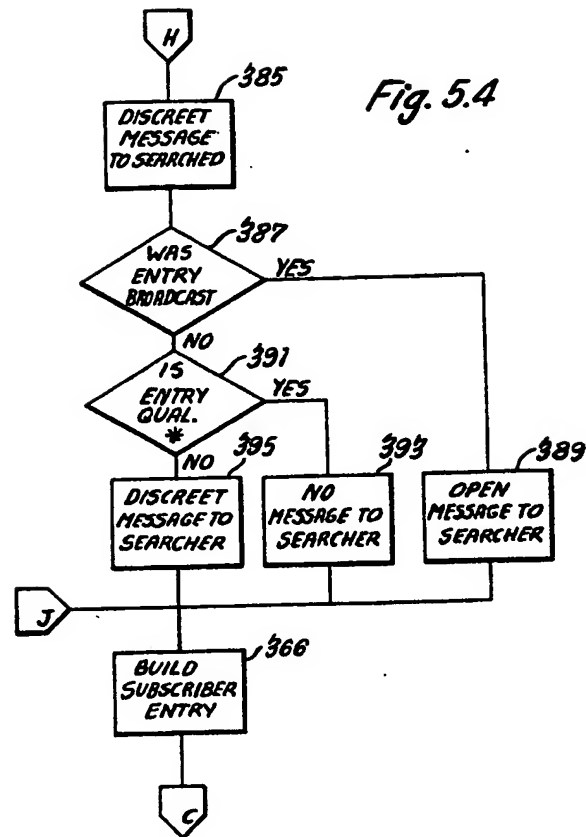 H
385
Fig. 5.4
DISCREET
MESSAGE
TO SEARCHED
387
WAS
ENTRY
BROADCAST
YES
NO
391
IS
ENTRY
QUAL.
*
YES
NO
395
DISCREET
MESSAGE TO
SEARCHER
393
NO
MESSAGE TO
SEARCHER
389
OPEN
MESSAGE TO
SEARCHER
J
366
BUILD
SUBSCRIBER
ENTRY
C